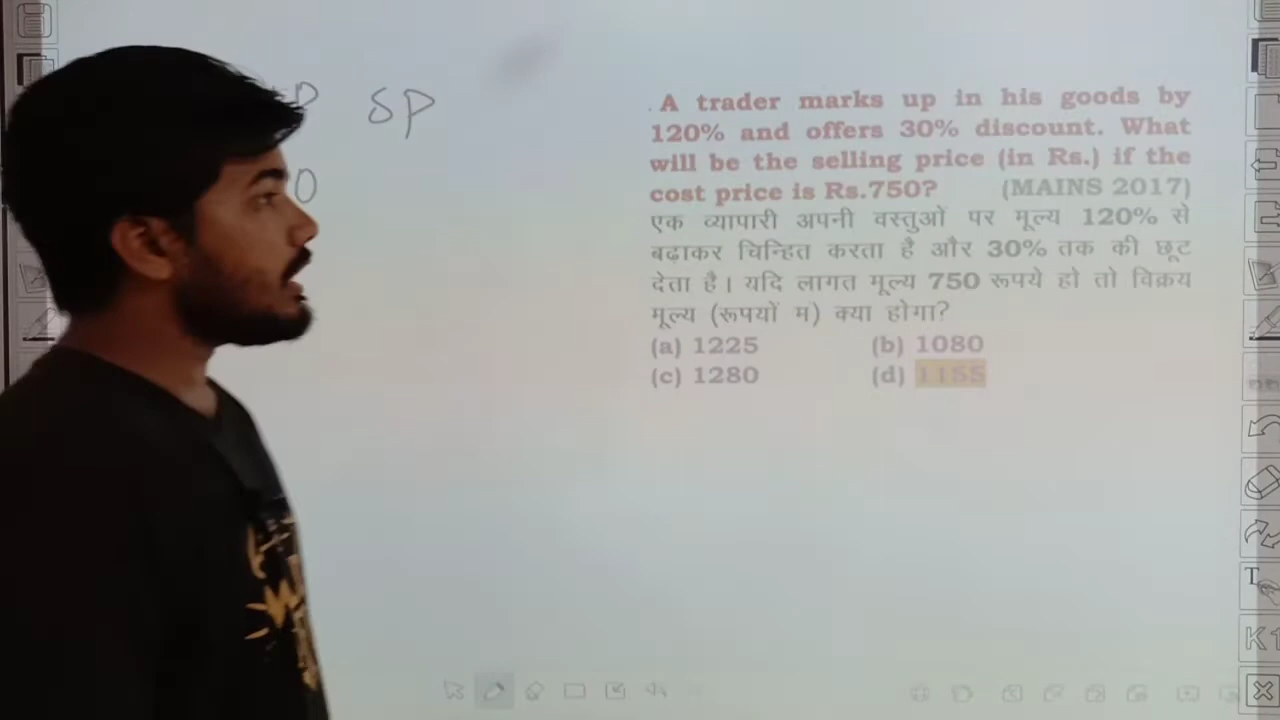 SP
A trader marks up in his goods by
120% and offers 30% discount. What
will be the selling price (in Rs.) if the
cost price is Rs.750? (MAINS 2017)
एक व्यापारी अपनी वस्तुओं पर मूल्य 120% से
बढ़ाकर चिन्हित करता है और 30% तक की छूट
देता है। यदि लागत मूल्य 750 रूपये हो तो विक्रय
मूल्य (रूपयों म) क्या होगा?
(a) 1225 (b) 1080
(c) 1280 (d) 1155
T
K